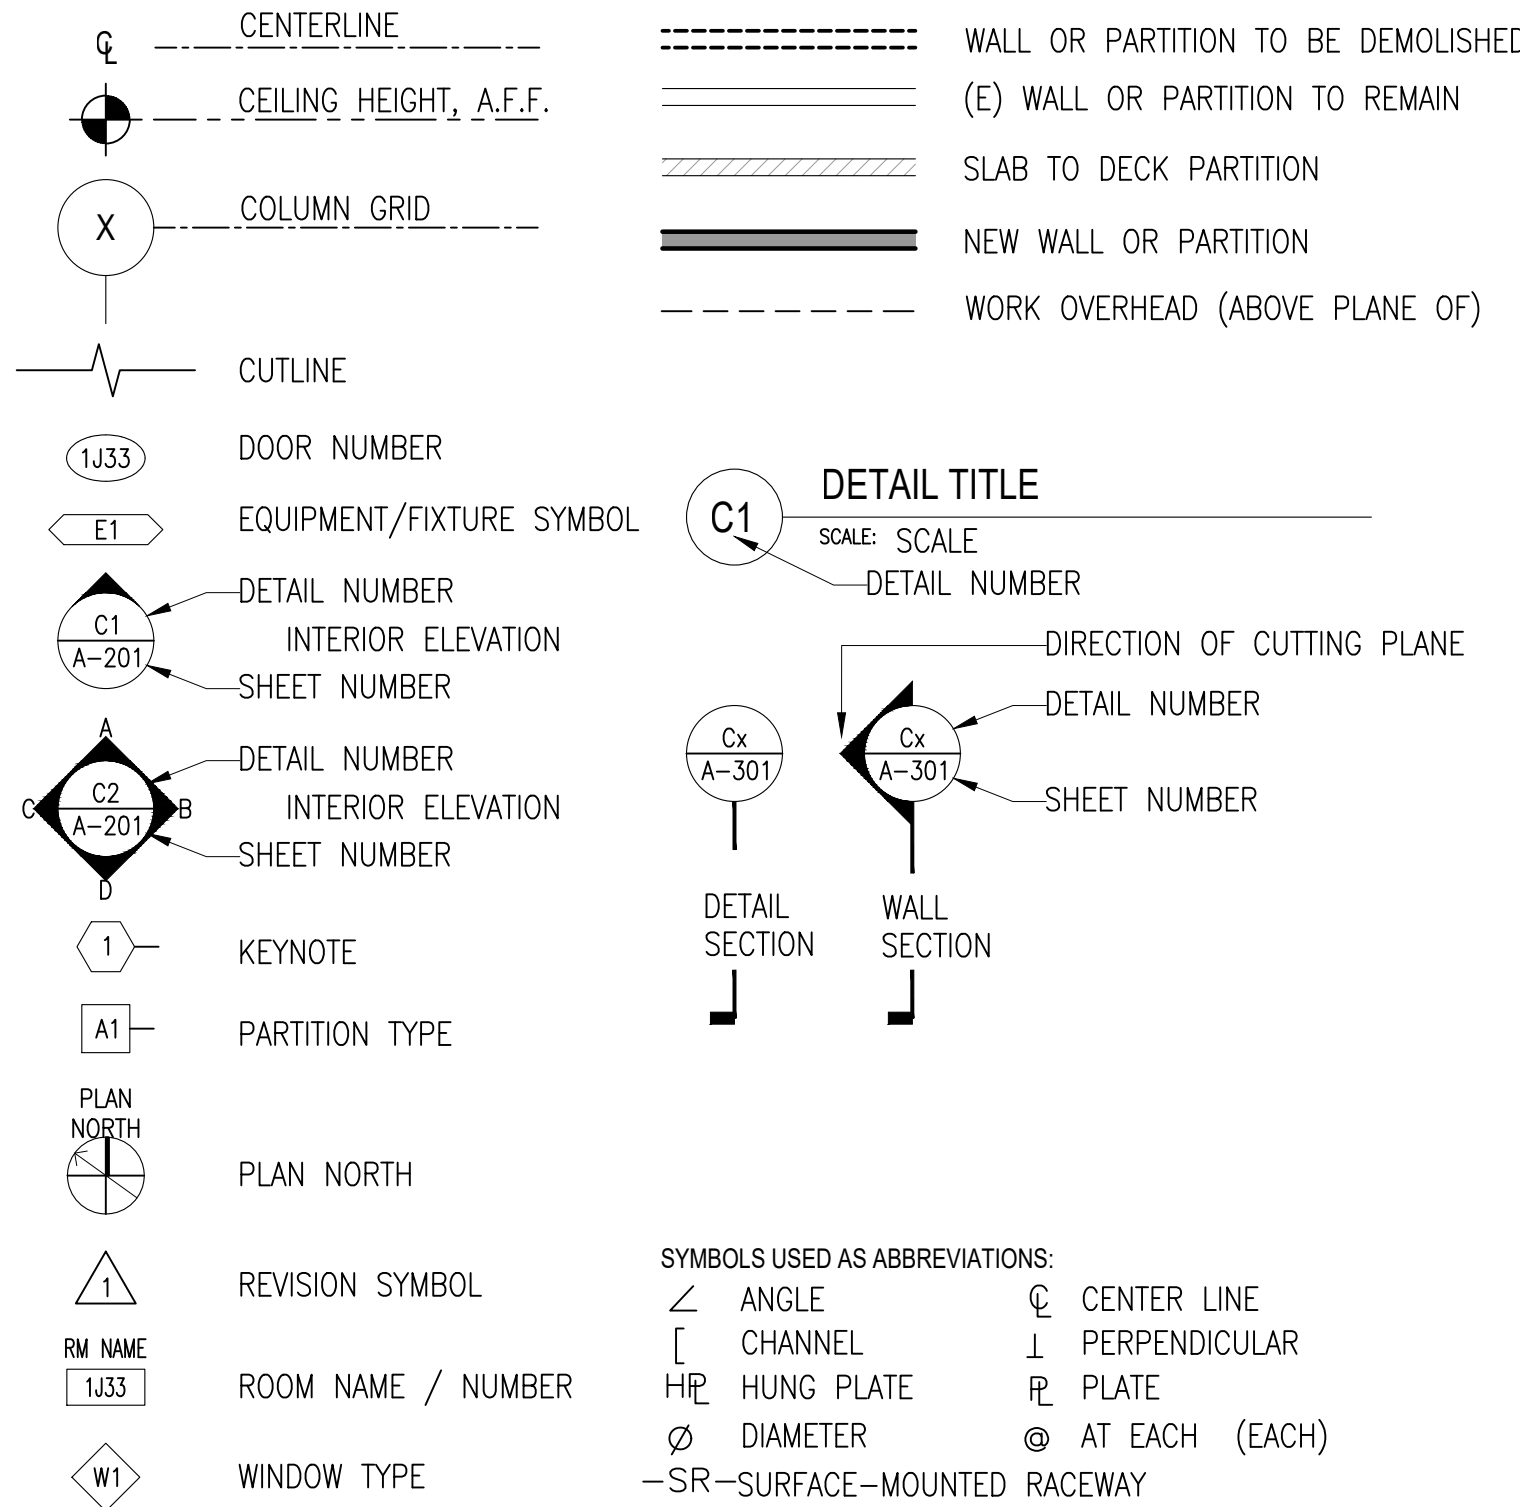 ℄ CENTERLINE
CEILING HEIGHT, A.F.F.
X COLUMN GRID
CUTLINE
1J33 DOOR NUMBER
E1 EQUIPMENT/FIXTURE SYMBOL
DETAIL NUMBER
C1
INTERIOR ELEVATION
A-201
SHEET NUMBER
A
DETAIL NUMBER
C2
C B
INTERIOR ELEVATION
A-201
SHEET NUMBER
D
1 KEYNOTE
A1 PARTITION TYPE
PLAN
NORTH
PLAN NORTH
1 REVISION SYMBOL
RM NAME
1J33 ROOM NAME / NUMBER
W1 WINDOW TYPE
WALL OR PARTITION TO BE DEMOLISHED
(E) WALL OR PARTITION TO REMAIN
SLAB TO DECK PARTITION
NEW WALL OR PARTITION
WORK OVERHEAD (ABOVE PLANE OF)
DETAIL TITLE
C1
SCALE: SCALE
DETAIL NUMBER
DIRECTION OF CUTTING PLANE
DETAIL NUMBER
Cx
A-301
Cx
A-301
SHEET NUMBER
DETAIL
SECTION
WALL
SECTION
SYMBOLS USED AS ABBREVIATIONS:
∠ ANGLE
[ CHANNEL
HPL HUNG PLATE
Ø DIAMETER
-SR-SURFACE-MOUNTED RACEWAY
℄ CENTER LINE
⊥ PERPENDICULAR
PL PLATE
@ AT EACH (EACH)